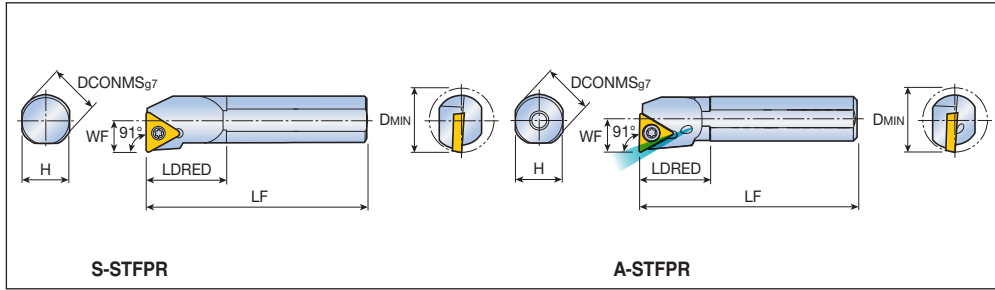 DCONMSg7
WF
91°
H
LDRED
LF
DMIN
S-STFPR
DCONMSg7
WF
91°
H
LDRED
LF
DMIN
A-STFPR